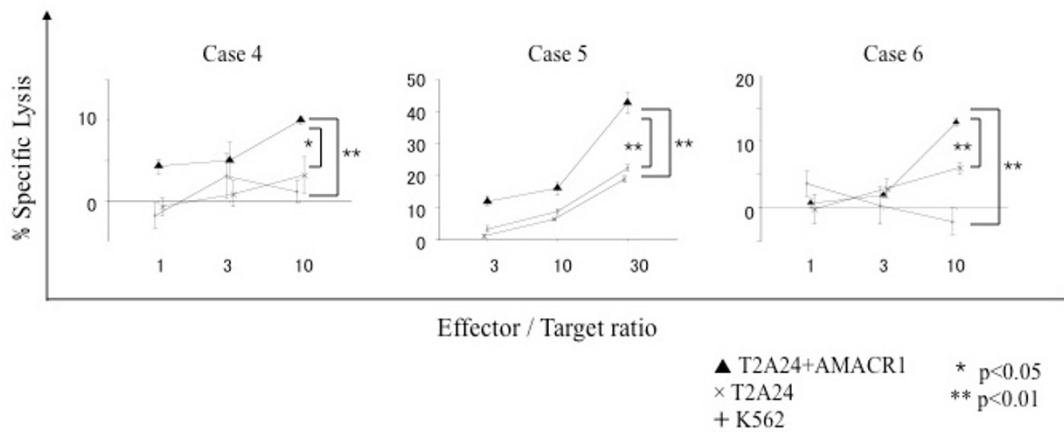 Case 4
Case 5
Case 6
% Specific Lysis
10
0
50
40
30
20
10
0
20
10
0
*
**
**
**
**
**
1 3 10
3 10 30
1 3 10
Effector / Target ratio
▲ T2A24+AMACR1
× T2A24
+ K562
* p<0.05
** p<0.01